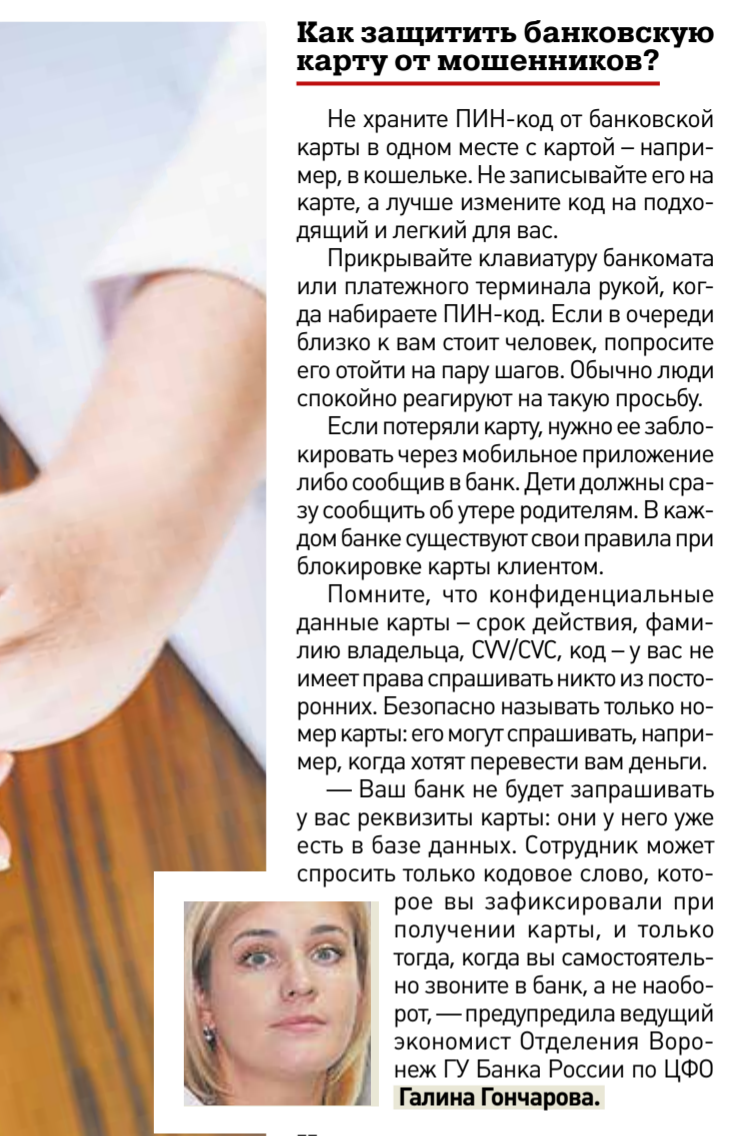 Как защитить банковскую
карту от мошенников?
Не храните ПИН-код от банковской
карты в одном месте с картой – напри-
мер, в кошельке. Не записывайте его на
карте, а лучше измените код на подхо-
дящий и легкий для вас.
Прикрывайте клавиатуру банкомата
или платежного терминала рукой, ког-
да набираете ПИН-код. Если в очереди
близко к вам стоит человек, попросите
его отойти на пару шагов. Обычно люди
спокойно реагируют на такую просьбу.
Если потеряли карту, нужно ее забло-
кировать через мобильное приложение
либо сообщив в банк. Дети должны сра-
зу сообщить об утере родителям. В каж-
дом банке существуют свои правила при
блокировке карты клиентом.
Помните, что конфиденциальные
данные карты – срок действия, фами-
лию владельца, CVV/CVC, код – у вас не
имеет права спрашивать никто из посто-
ронних. Безопасно называть только но-
мер карты: его могут спрашивать, напри-
мер, когда хотят перевести вам деньги.
— Ваш банк не будет запрашивать
у вас реквизиты карты: они у него уже
есть в базе данных. Сотрудник может
спросить только кодовое слово, кото-
рое вы зафиксировали при
получении карты, и только
тогда, когда вы самостоятель-
но звоните в банк, а не наобо-
рот, — предупредила ведущий
экономист Отделения Воро-
неж ГУ Банка России по ЦФО
Галина Гончарова.